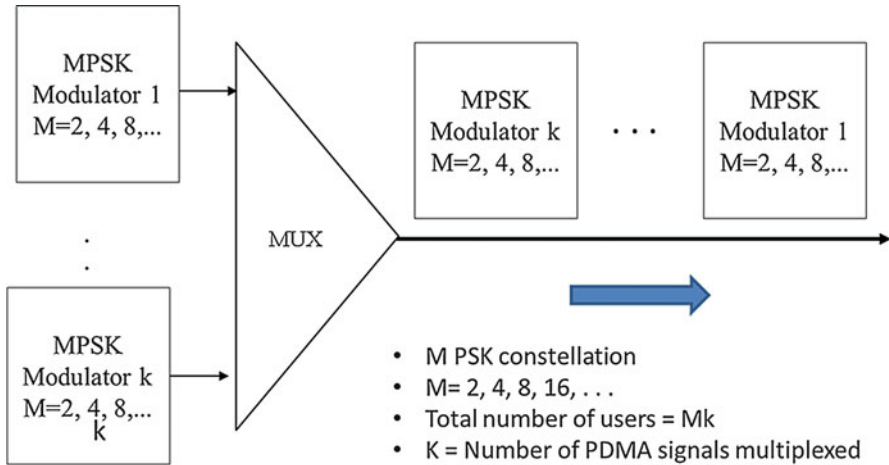 MPSK
Modulator 1
M=2, 4, 8,...
.
.
MPSK
Modulator k
M=2, 4, 8,...
k
MUX
MPSK
Modulator k
M=2, 4, 8,...
. . .
MPSK
Modulator 1
M=2, 4, 8,...
• M PSK constellation
• M= 2, 4, 8, 16, . . .
• Total number of users = Mk
• K = Number of PDMA signals multiplexed